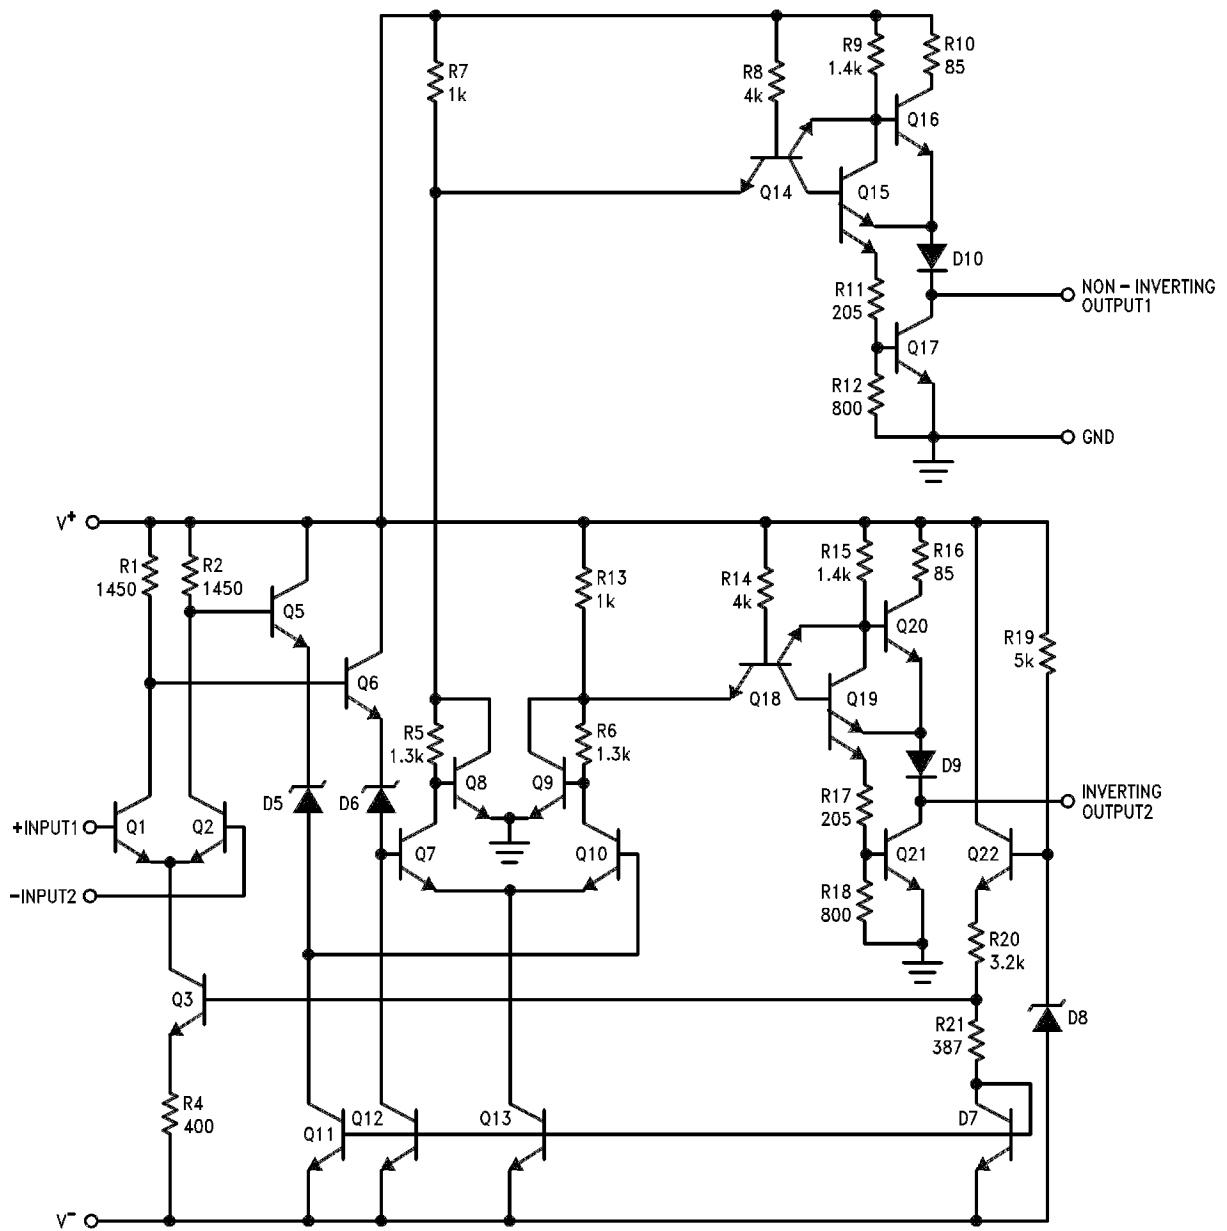 R7
1k
R8
4k
R9
1.4k
R10
85
Q16
Q14
Q15
D10
R11
205
NON-INVERTING
OUTPUT1
Q17
R12
800
GND
V+
R1
1450
R2
1450
Q5
R13
1k
R14
4k
R15
1.4k
R16
85
Q20
R19
5k
Q6
Q18
Q19
R5
1.3k
R6
1.3k
Q8
Q9
D9
D5
D6
R17
205
INVERTING
OUTPUT2
+INPUT1
Q1
Q2
Q7
Q10
Q21
Q22
-INPUT2
R18
800
R20
3.2k
Q3
R21
387
D8
R4
400
Q11
Q12
Q13
D7
V-